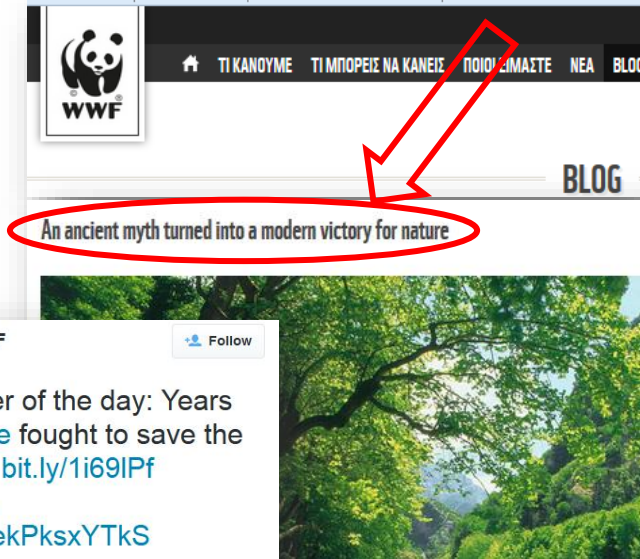 WWF
ΤΙ ΚΑΝΟΥΜΕ ΤΙ ΜΠΟΡΕΙΣ ΝΑ ΚΑΝΕΙΣ ΠΟΙΟΙ ΕΙΜΑΣΤΕ ΝΕΑ BLOG
BLOG
An ancient myth turned into a modern victory for nature
Follow
of the day: Years
fought to save the
bit.ly/1i69lPf
ekPksxYTkS